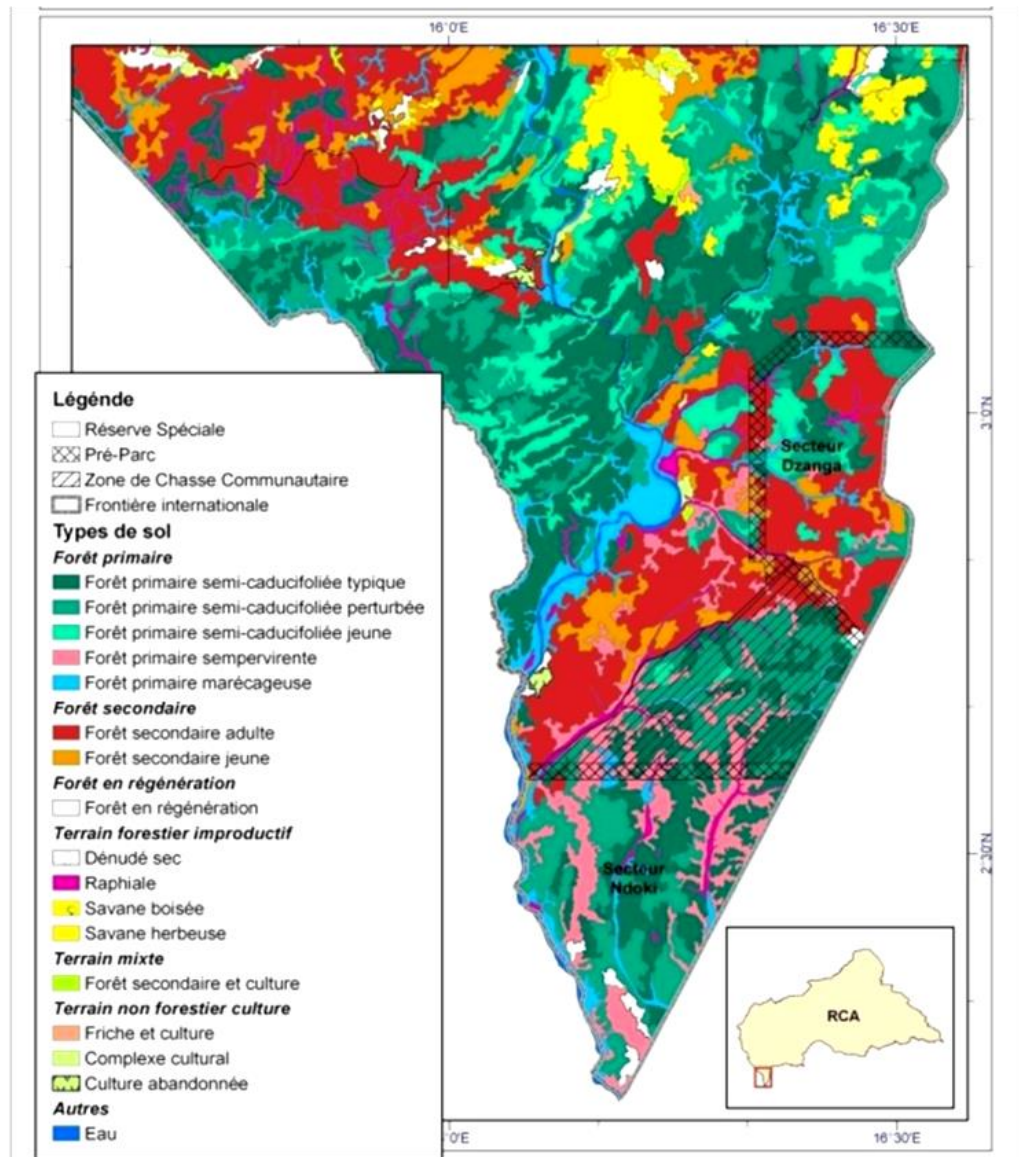 16°0'E
16°30'E
3°0'N
Secteur
Dzanga
Légénde
Réserve Spéciale
Pré-Parc
Zone de Chasse Communautaire
Frontière internationale
Types de sol
Forêt primaire
Forêt primaire semi-caducifoliée typique
Forêt primaire semi-caducifoliée perturbée
Forêt primaire semi-caducifoliée jeune
Forêt primaire sempervirente
Forêt primaire marécageuse
Forêt secondaire
Forêt secondaire adulte
Forêt secondaire jeune
Forêt en régénération
Forêt en régénération
Terrain forestier improductif
Dénudé sec
Raphiale
Savane boisée
Savane herbeuse
Terrain mixte
Forêt secondaire et culture
Terrain non forestier culture
Friche et culture
Complexe cultural
Culture abandonnée
Autres
Eau
2°30'N
Secteur
Ndoki
RCA
°0'E
16°30'E